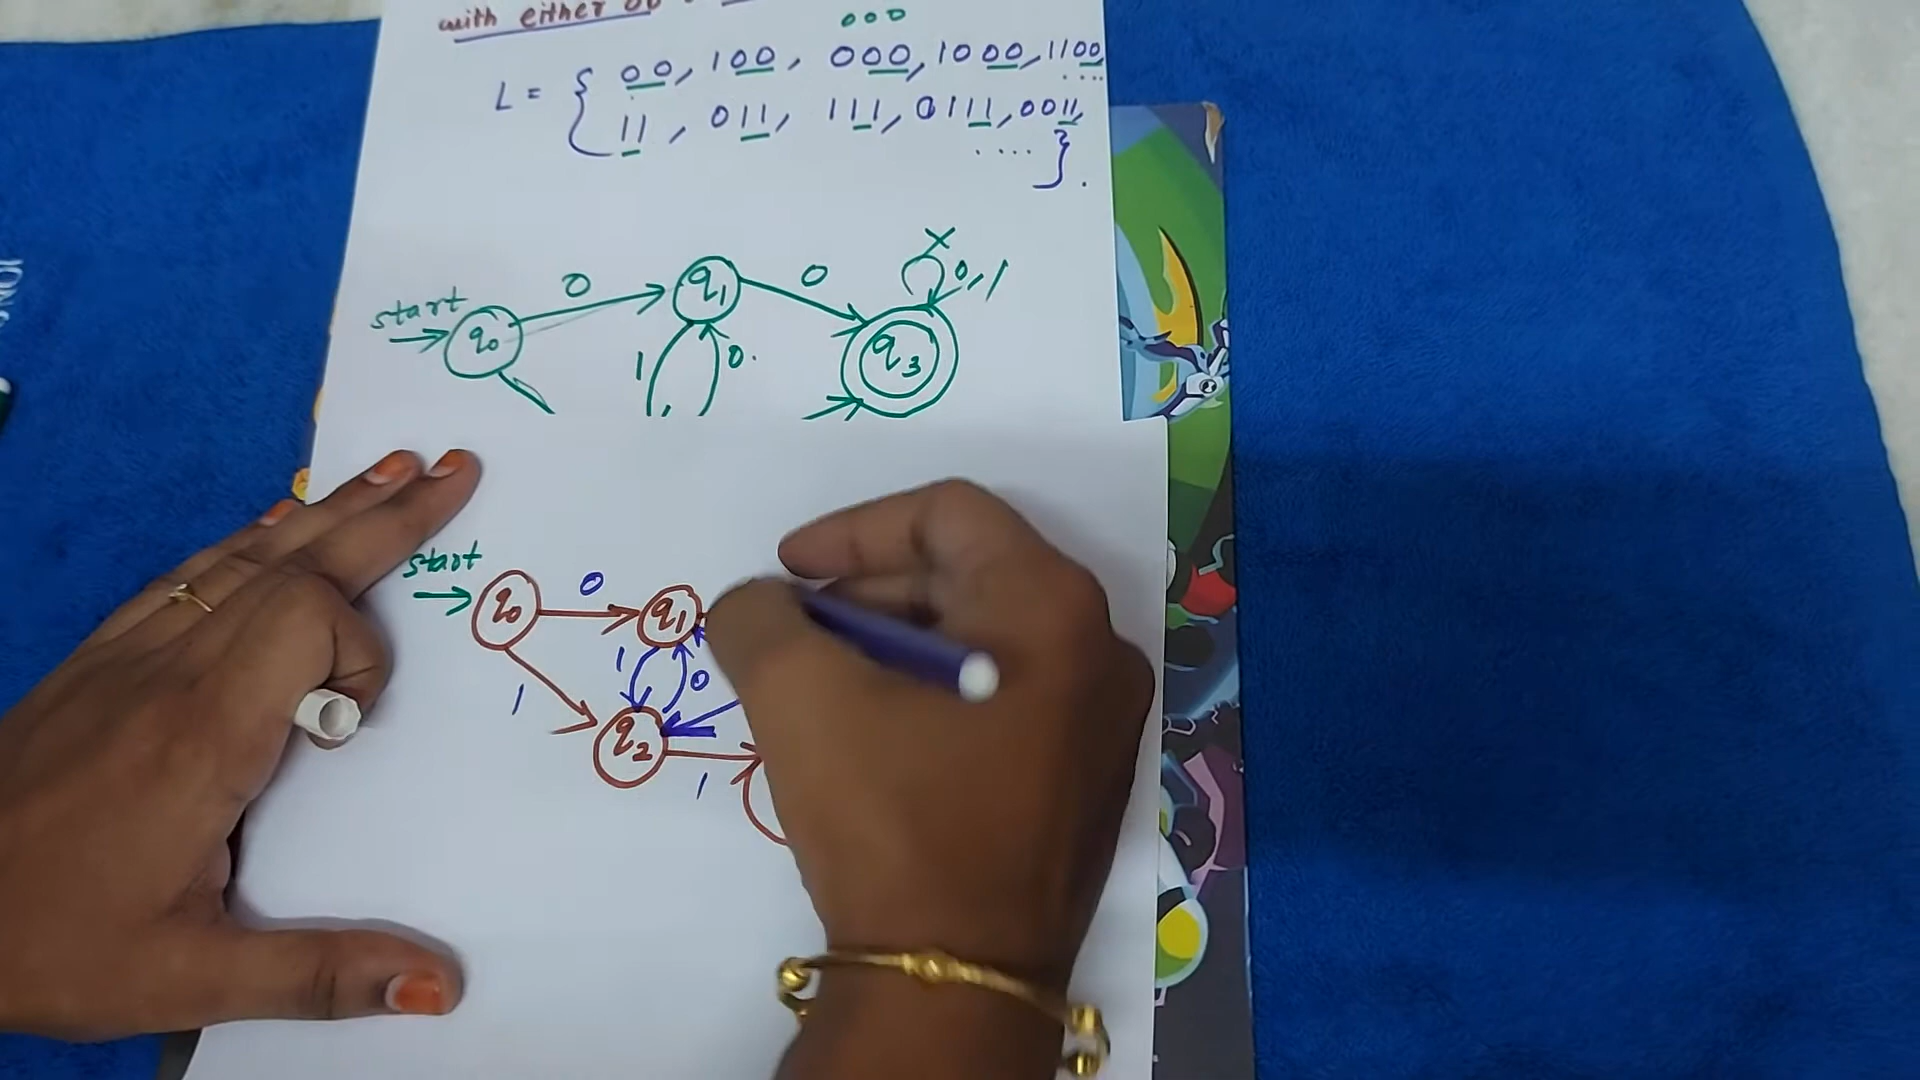 with either 00
000
L = { 00, 100, 000, 1000, 1100, ....
11, 011, 111, 0111, 0011, .... }.
x
start 0 q1 0 0,1
q0 1 0. q3
start q0 0 q1
1 1 0
q2
1